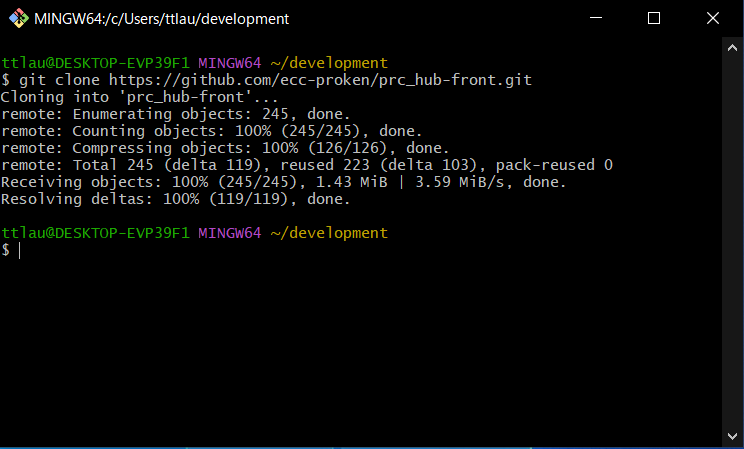 MINGW64:/c/Users/ttlau/development
ttlau@DESKTOP-EVP39F1 MINGW64 ~/development
$ git clone https://github.com/ecc-proken/prc_hub-front.git
Cloning into 'prc_hub-front'...
remote: Enumerating objects: 245, done.
remote: Counting objects: 100% (245/245), done.
remote: Compressing objects: 100% (126/126), done.
remote: Total 245 (delta 119), reused 223 (delta 103), pack-reused 0
Receiving objects: 100% (245/245), 1.43 MiB | 3.59 MiB/s, done.
Resolving deltas: 100% (119/119), done.
ttlau@DESKTOP-EVP39F1 MINGW64 ~/development
$